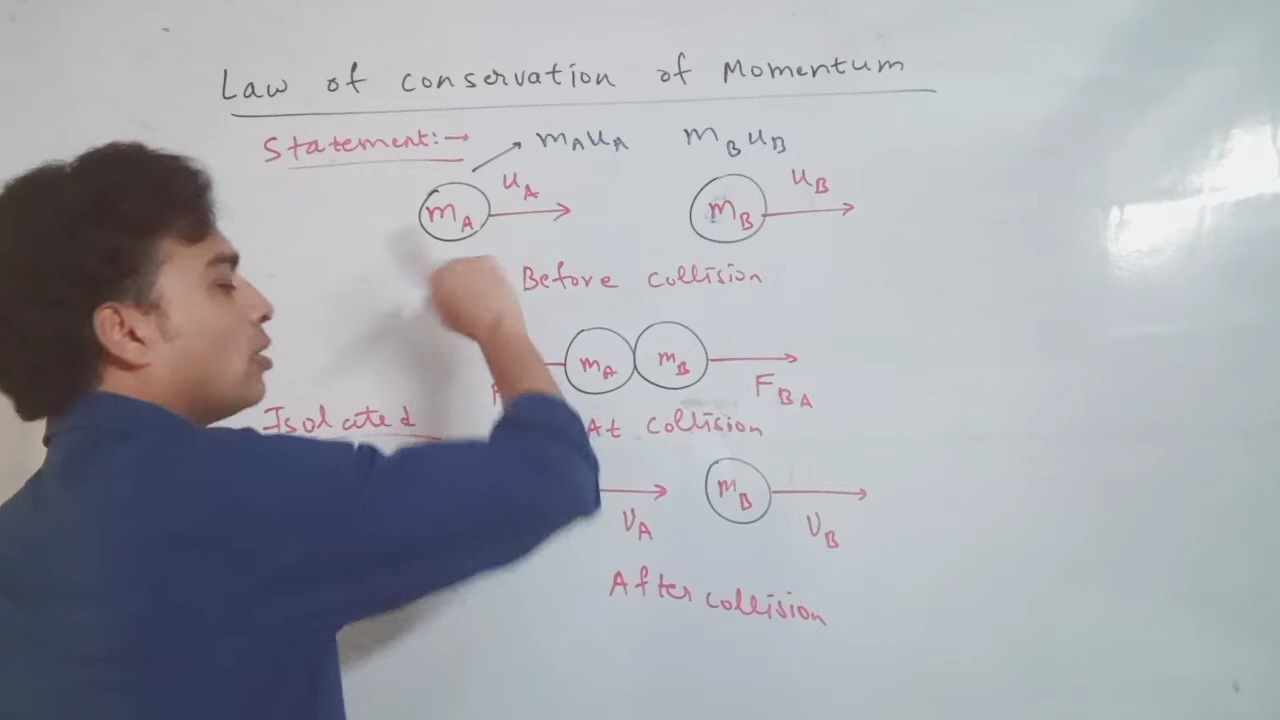 Law of conservation of Momentum
Statement:→ mAuA mBuB
uA uB
mA mB
Before collision
mA mB
FBA
Isolated At collision
mB
VA VB
After collision